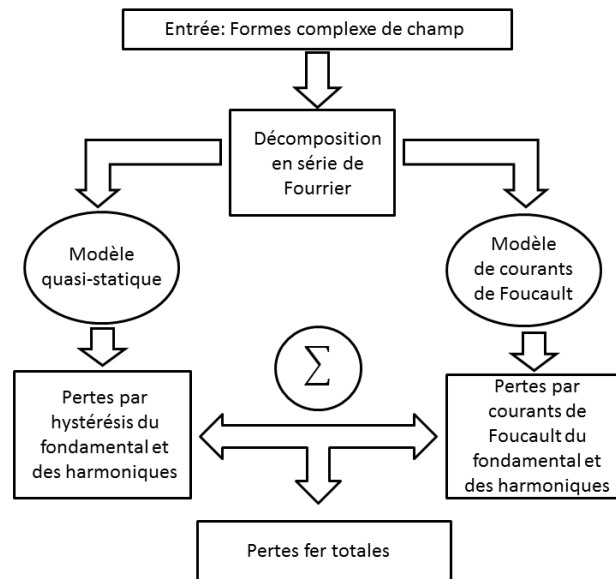 Entrée: Formes complexe de champ
Décomposition
en série de
Fourrier
Modèle
quasi-statique
Modèle
de courants
de Foucault
∑
Pertes par
hystérésis du
fondamental et
des harmoniques
Pertes par
courants de
Foucault du
fondamental et
des harmoniques
Pertes fer totales